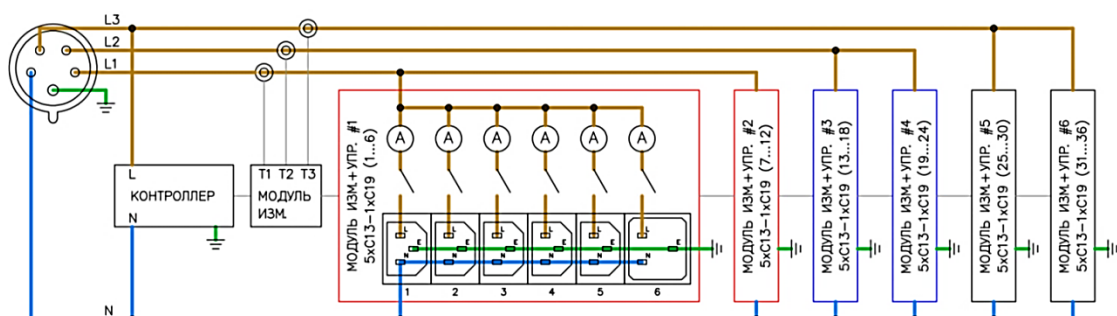 L3
L2
L1
L
КОНТРОЛЛЕР
N
T1 T2 T3
МОДУЛЬ
ИЗМ.
МОДУЛЬ ИЗМ.+УПР. #1
5xC13-1xC19 (1...6)
A A A A A A
L L L L L L
E E E E E E
N N N N N N
1 2 3 4 5 6
МОДУЛЬ ИЗМ.+УПР. #2
5xC13-1xC19 (7...12)
МОДУЛЬ ИЗМ.+УПР. #3
5xC13-1xC19 (13...18)
МОДУЛЬ ИЗМ.+УПР. #4
5xC13-1xC19 (19...24)
МОДУЛЬ ИЗМ.+УПР. #5
5xC13-1xC19 (25...30)
МОДУЛЬ ИЗМ.+УПР. #6
5xC13-1xC19 (31...36)
N